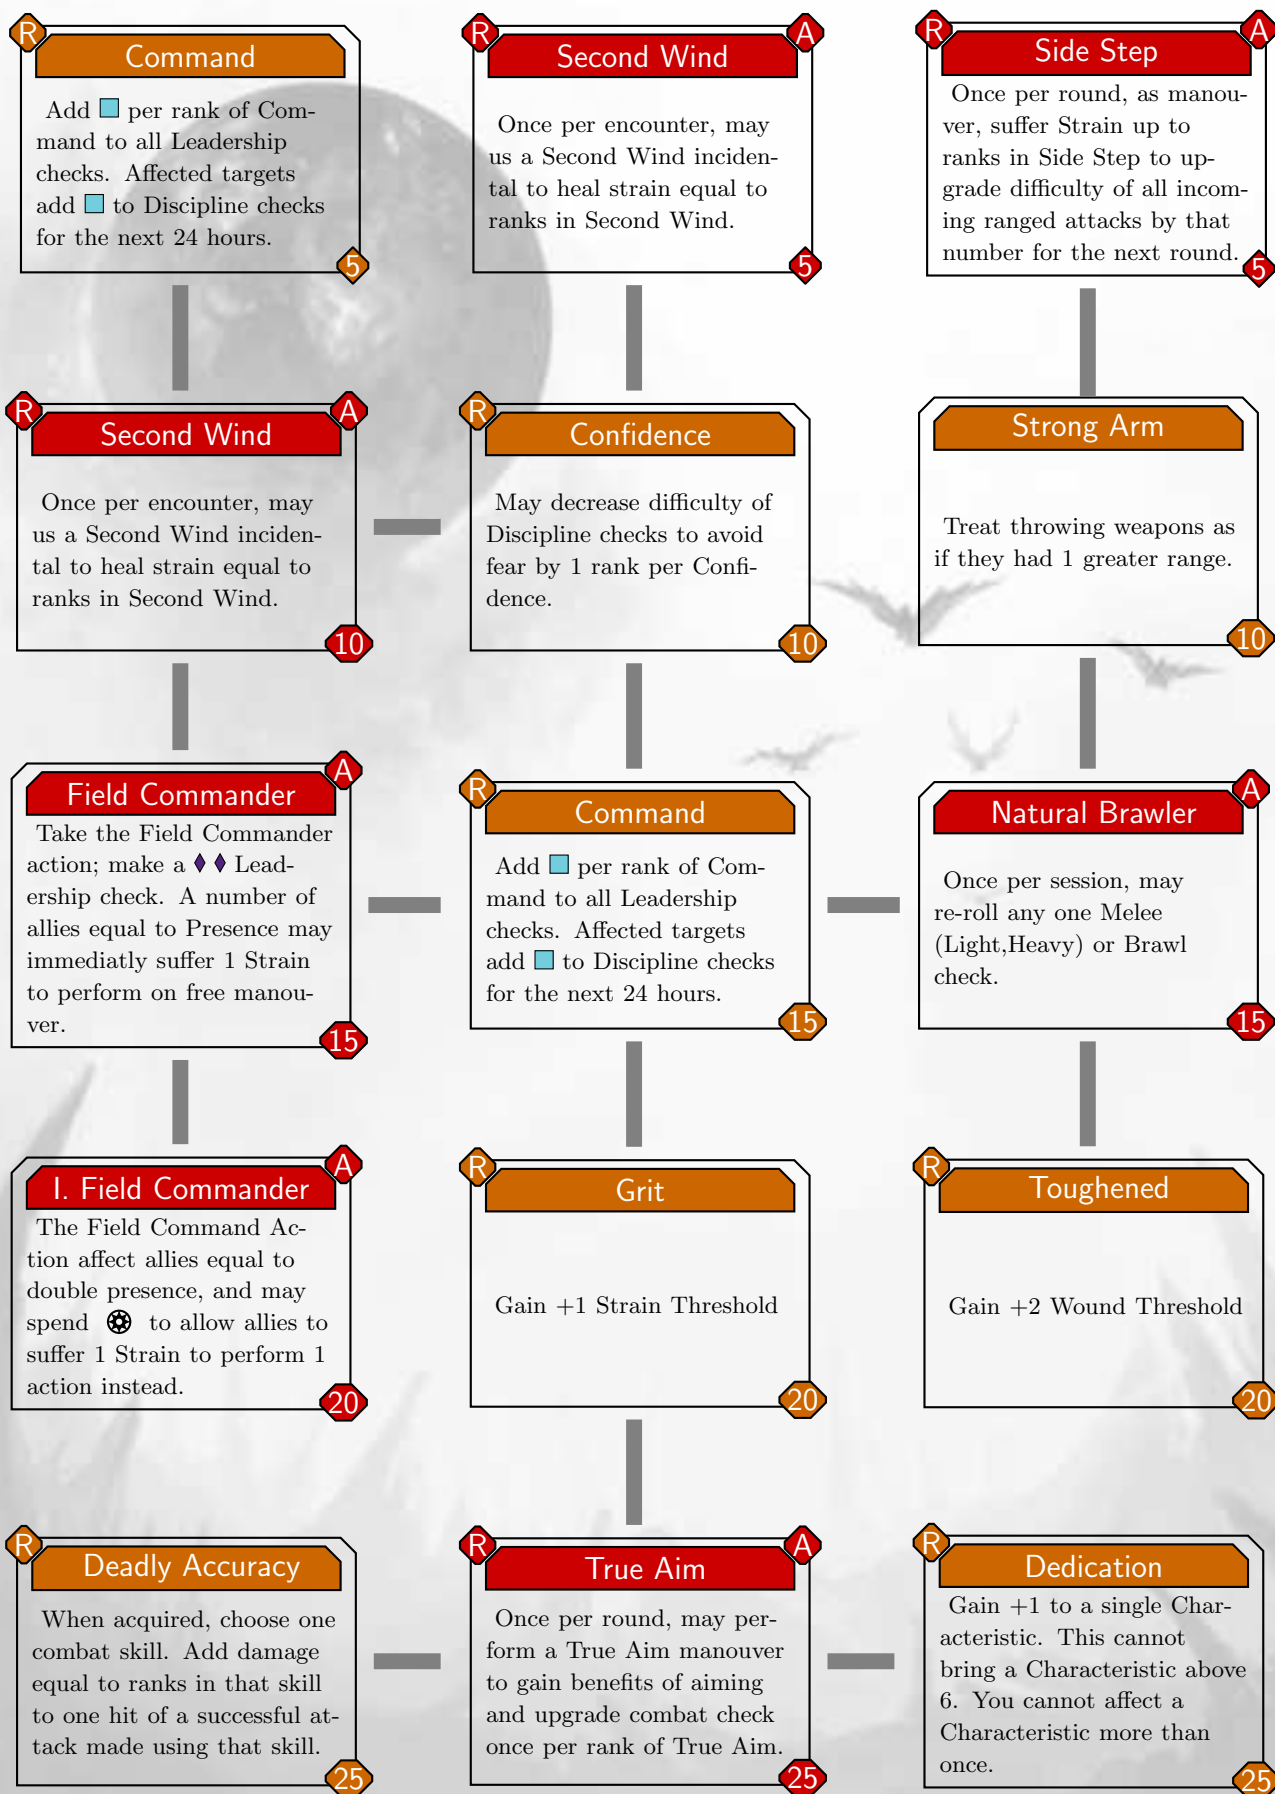 R
Command
Add per rank of Com-
mand to all Leadership
checks. Affected targets
add to Discipline checks
for the next 24 hours.
5
R
A
Second Wind
Once per encounter, may
us a Second Wind inciden-
tal to heal strain equal to
ranks in Second Wind.
5
R
A
Side Step
Once per round, as manou-
ver, suffer Strain up to
ranks in Side Step to up-
grade difficulty of all incom-
ing ranged attacks by that
number for the next round.
5
R
A
Second Wind
Once per encounter, may
us a Second Wind inciden-
tal to heal strain equal to
ranks in Second Wind.
10
R
Confidence
May decrease difficulty of
Discipline checks to avoid
fear by 1 rank per Confi-
dence.
10
Strong Arm
Treat throwing weapons as
if they had 1 greater range.
10
A
Field Commander
Take the Field Commander
action; make a Lead-
ership check. A number of
allies equal to Presence may
immediatly suffer 1 Strain
to perform on free manou-
ver.
15
R
Command
Add per rank of Com-
mand to all Leadership
checks. Affected targets
add to Discipline checks
for the next 24 hours.
15
A
Natural Brawler
Once per session, may
re-roll any one Melee
(Light,Heavy) or Brawl
check.
15
A
I. Field Commander
The Field Command Ac-
tion affect allies equal to
double presence, and may
spend to allow allies to
suffer 1 Strain to perform 1
action instead.
20
R
Grit
Gain +1 Strain Threshold
20
R
Toughened
Gain +2 Wound Threshold
20
R
Deadly Accuracy
When acquired, choose one
combat skill. Add damage
equal to ranks in that skill
to one hit of a successful at-
tack made using that skill.
25
R
A
True Aim
Once per round, may per-
form a True Aim manouver
to gain benefits of aiming
and upgrade combat check
once per rank of True Aim.
25
R
Dedication
Gain +1 to a single Char-
acteristic. This cannot
bring a Characteristic above
6. You cannot affect a
Characteristic more than
once.
25